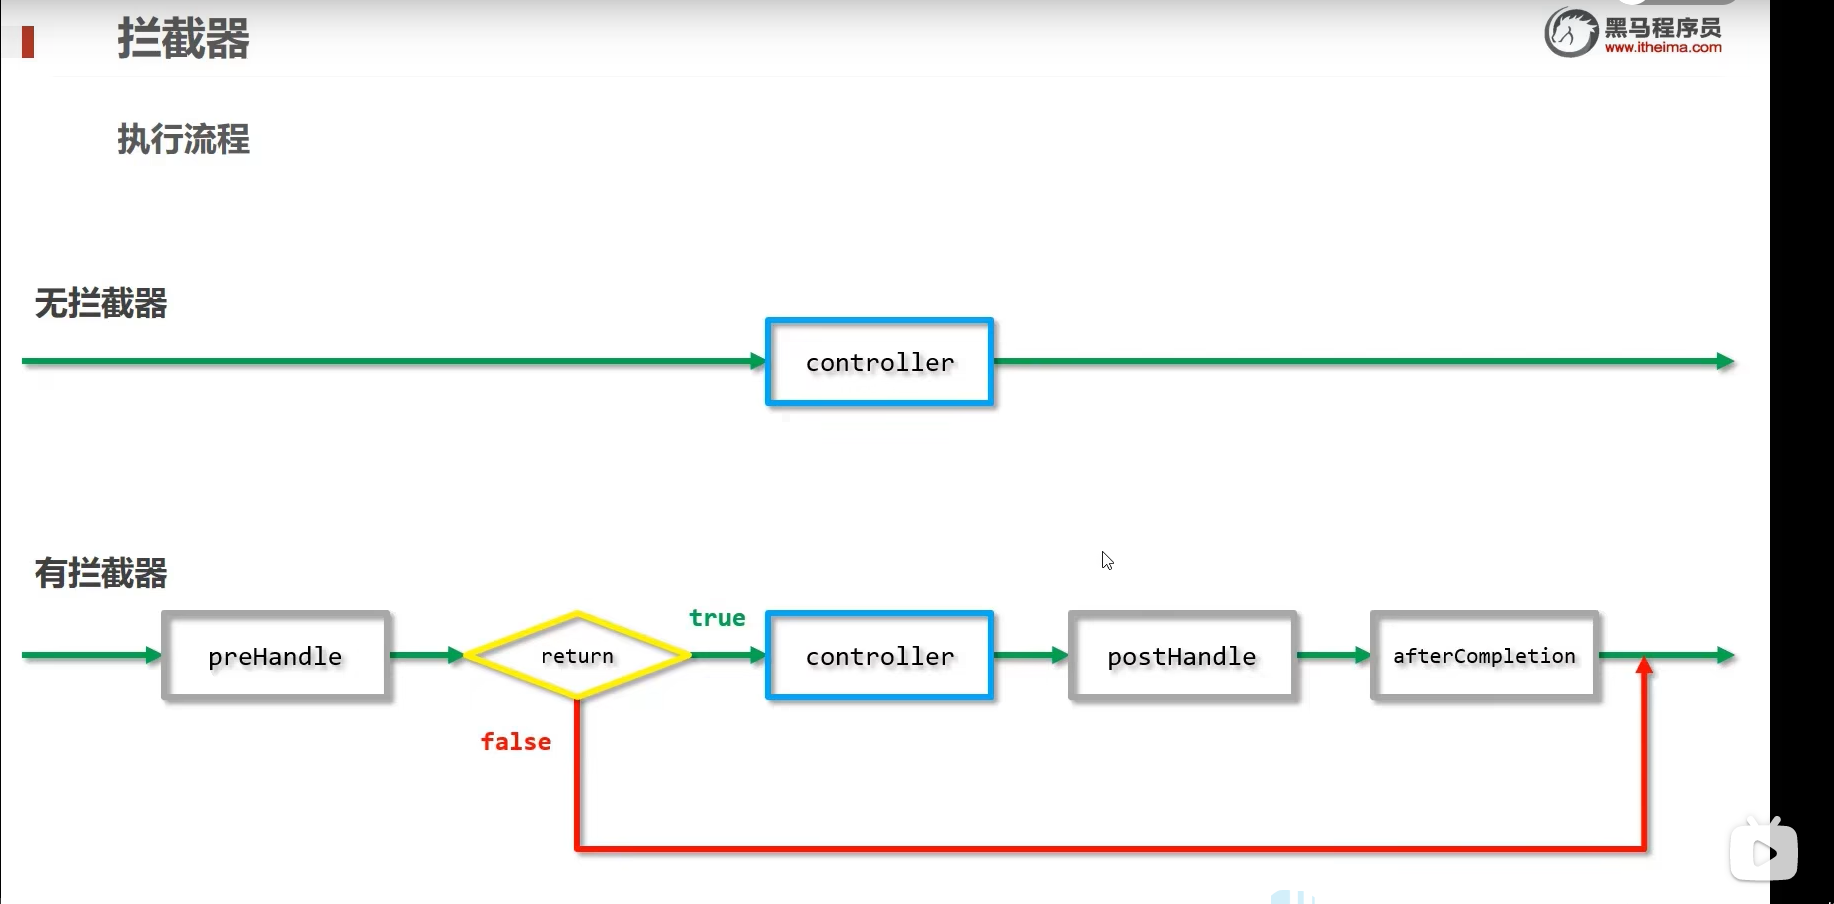 拦截器
黑马程序员
www.itheima.com
执行流程
无拦截器
controller
有拦截器
preHandle
return
true
controller
postHandle
afterCompletion
false